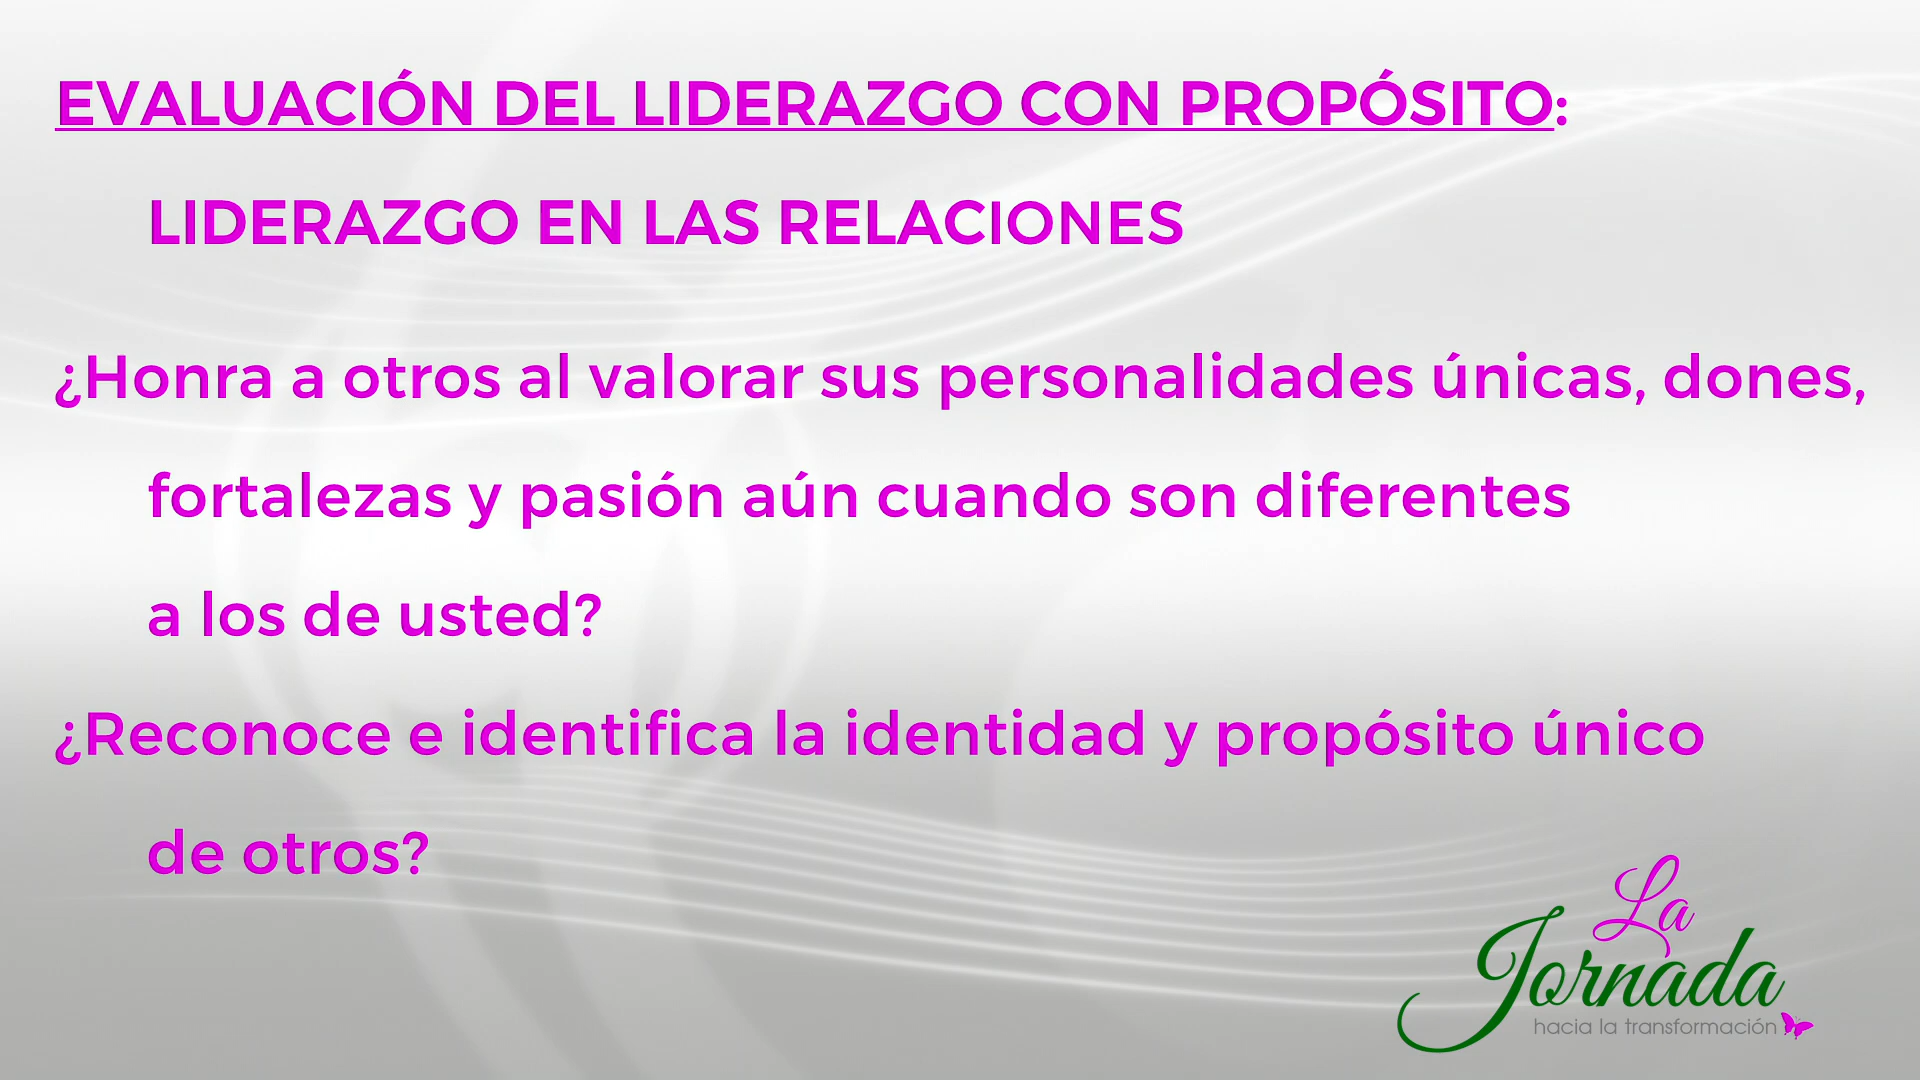 EVALUACIÓN DEL LIDERAZGO CON PROPÓSITO:
LIDERAZGO EN LAS RELACIONES
¿Honra a otros al valorar sus personalidades únicas, dones,
fortalezas y pasión aún cuando son diferentes
a los de usted?
¿Reconoce e identifica la identidad y propósito único
de otros?
La
Jornada
hacia la transformación